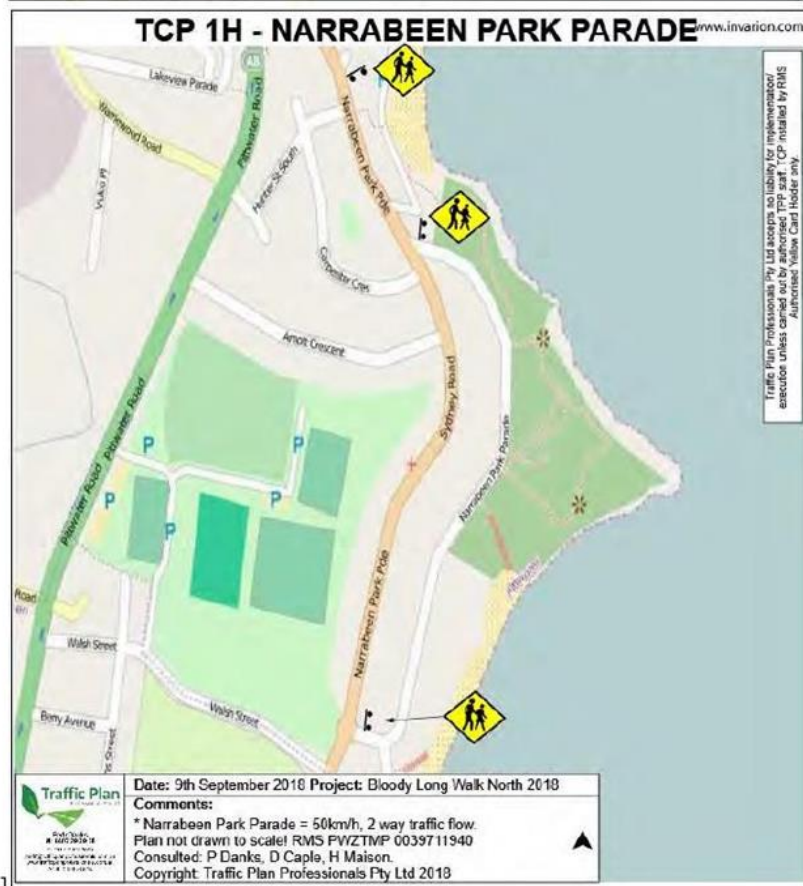 TCP 1H - NARRABEEN PARK PARADE
www.invarion.com
Traffic Plan Professionals Pty Ltd accepts no liability for implementation/
execution unless carried out by authorised TPP staff. TCP installed by RMS
Authorised Yellow Card Holder only.
A8
Lakeview Parade
Pittwater Road
Narrabeen Park Pde
P
Warriewood Road
Vuko Pl
Hunter St South
Carpenter Cres
Arnott Crescent
Sydney Road
Narrabeen Park Parade
Pittwater Road
Pittwater Road
P
P
P
P
P
Narrabeen Park Pde
Road
Walsh Street
Walsh Street
Berry Avenue
Street
Traffic Plan
Date: 9th September 2018 Project: Bloody Long Walk North 2018
Comments:
* Narrabeen Park Parade = 50km/h, 2 way traffic flow.
Plan not drawn to scale! RMS PWZTMP 0039711940
Consulted: P Danks, D Caple, H Maison.
Copyright: Traffic Plan Professionals Pty Ltd 2018